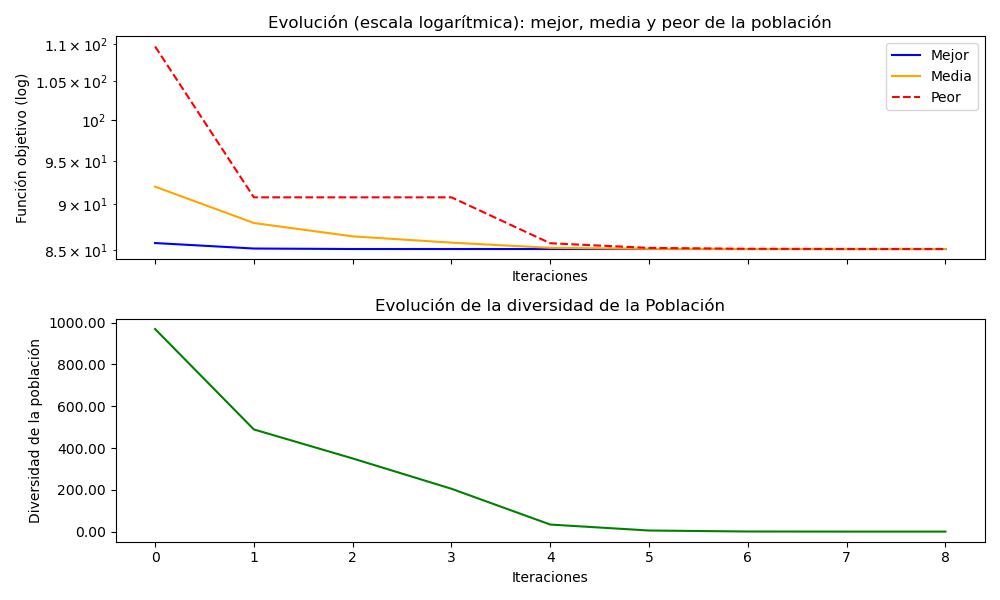 Evolución (escala logarítmica): mejor, media y peor de la población
Función objetivo (log)
1.1 × 10²
1.05 × 10²
10²
9.5 × 10¹
9 × 10¹
8.5 × 10¹
Mejor
Media
Peor
Iteraciones
Evolución de la diversidad de la Población
Diversidad de la población
1000.00
800.00
600.00
400.00
200.00
0.00
0 1 2 3 4 5 6 7 8
Iteraciones